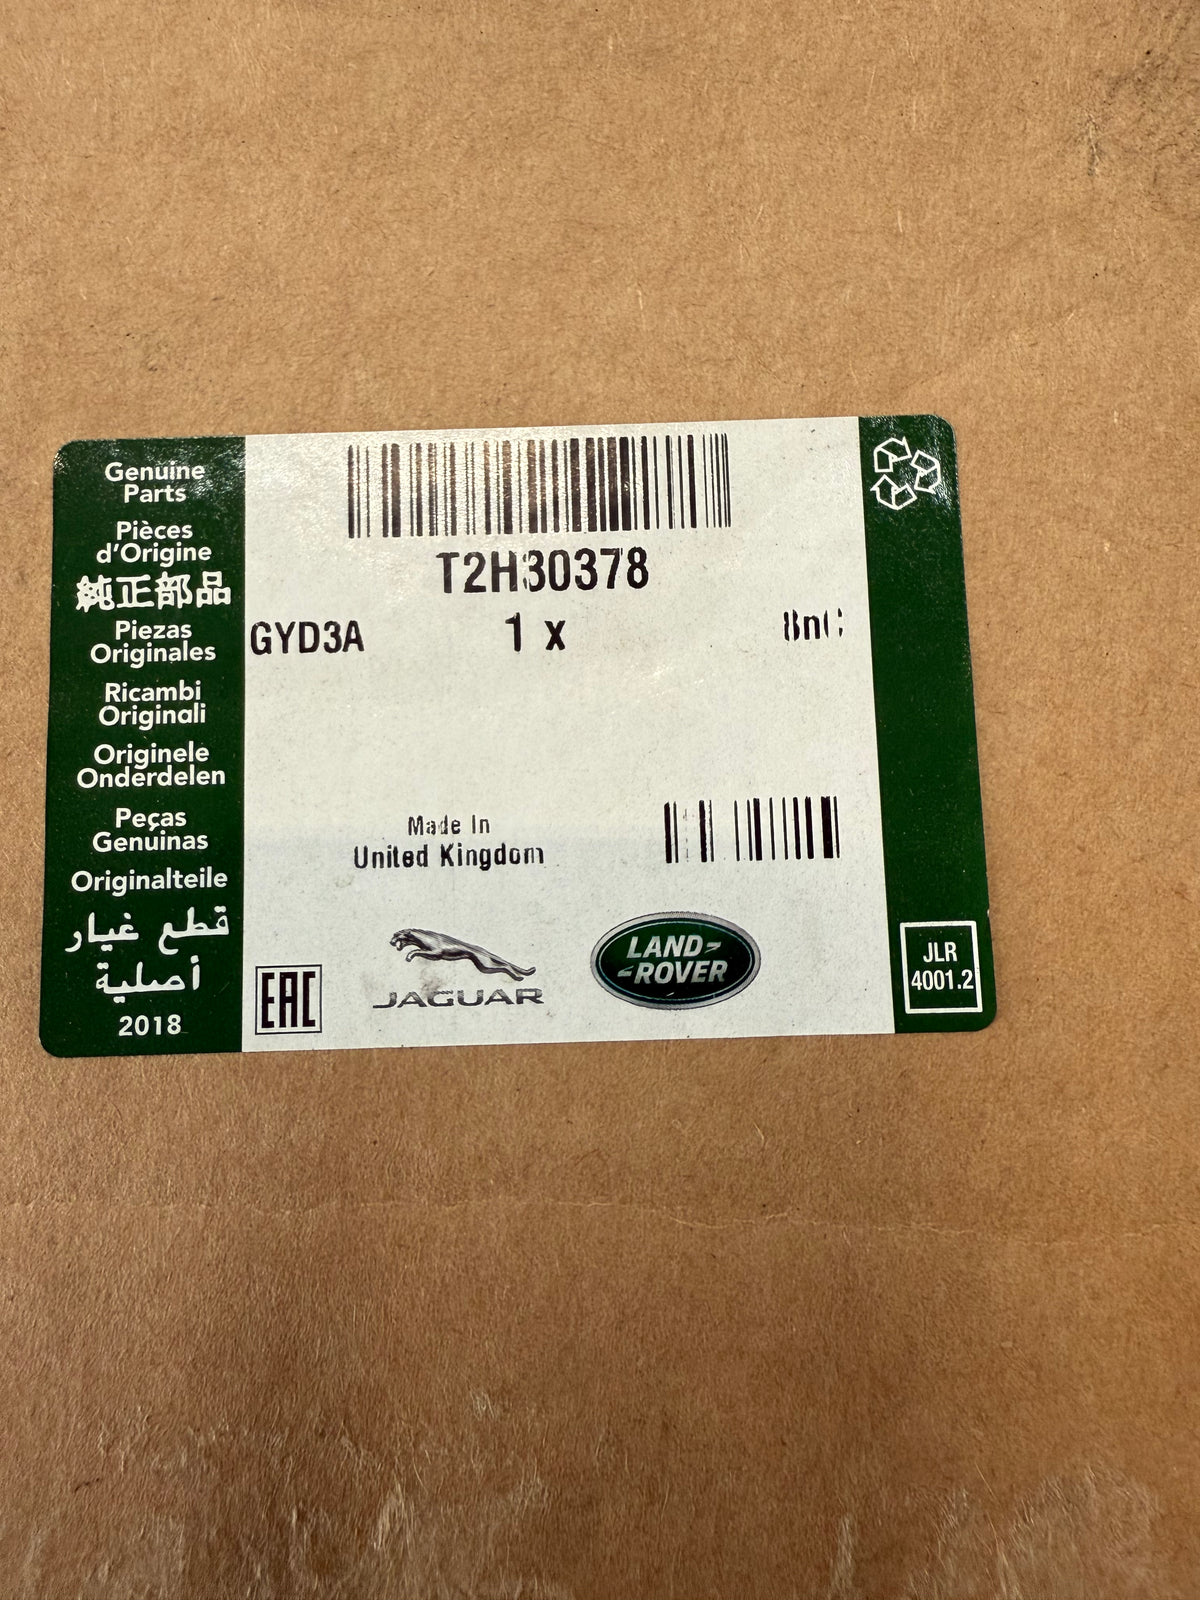 Genuine
Parts
Pièces
d'Origine
純正部品
Piezas
Originales
Ricambi
Originali
Originele
Onderdelen
Peças
Genuinas
Originalteile
قطع غيار
أصلية
2018
T2H30378
GYD3A 1 x
Made In
United Kingdom
EAC
JAGUAR
LAND-
-ROVER
JLR
4001.2